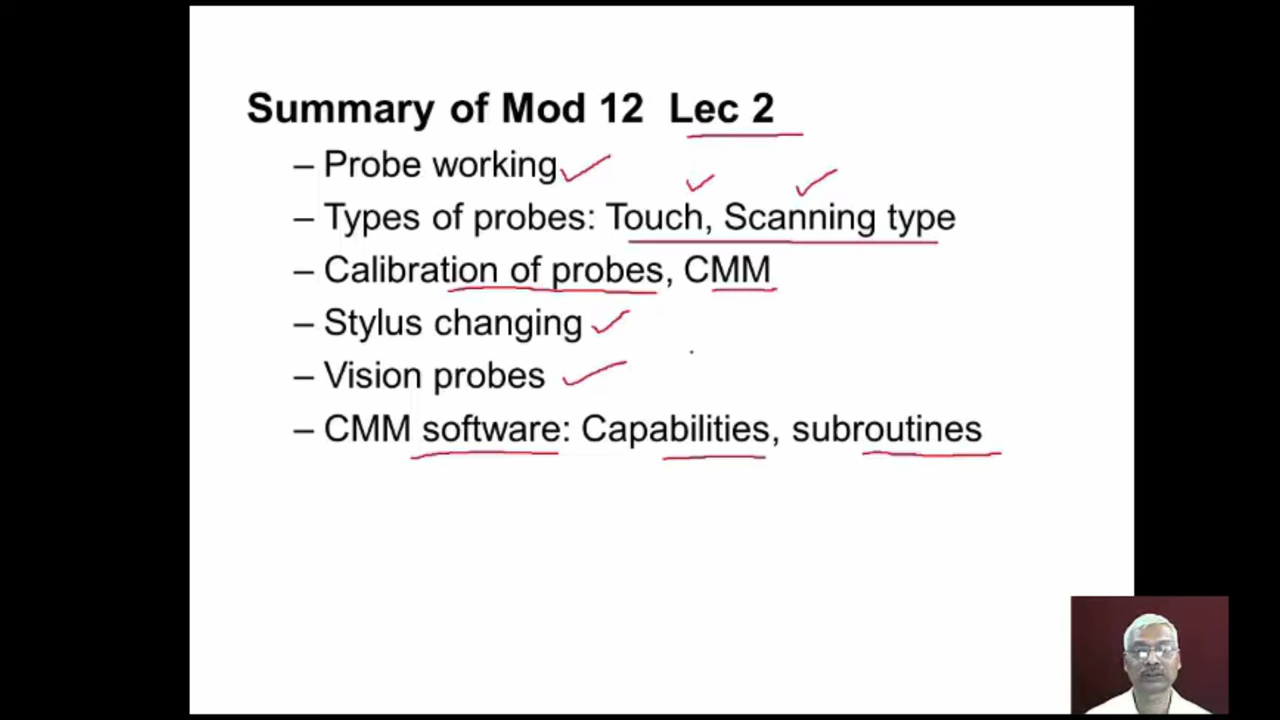 Summary of Mod 12 Lec 2
– Probe working
– Types of probes: Touch, Scanning type
– Calibration of probes, CMM
– Stylus changing
– Vision probes
– CMM software: Capabilities, subroutines